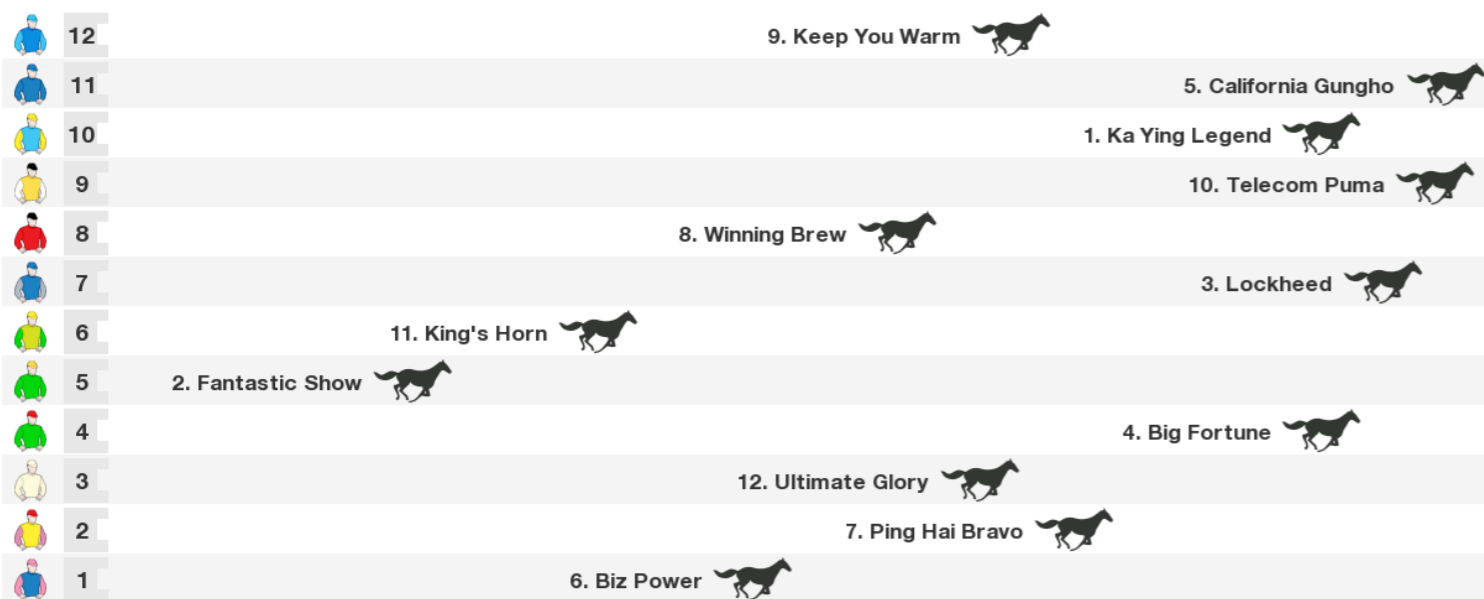 12 9. Keep You Warm
11 5. California Gungho
10 1. Ka Ying Legend
9 10. Telecom Puma
8 8. Winning Brew
7 3. Lockheed
6 11. King's Horn
5 2. Fantastic Show
4 4. Big Fortune
3 12. Ultimate Glory
2 7. Ping Hai Bravo
1 6. Biz Power